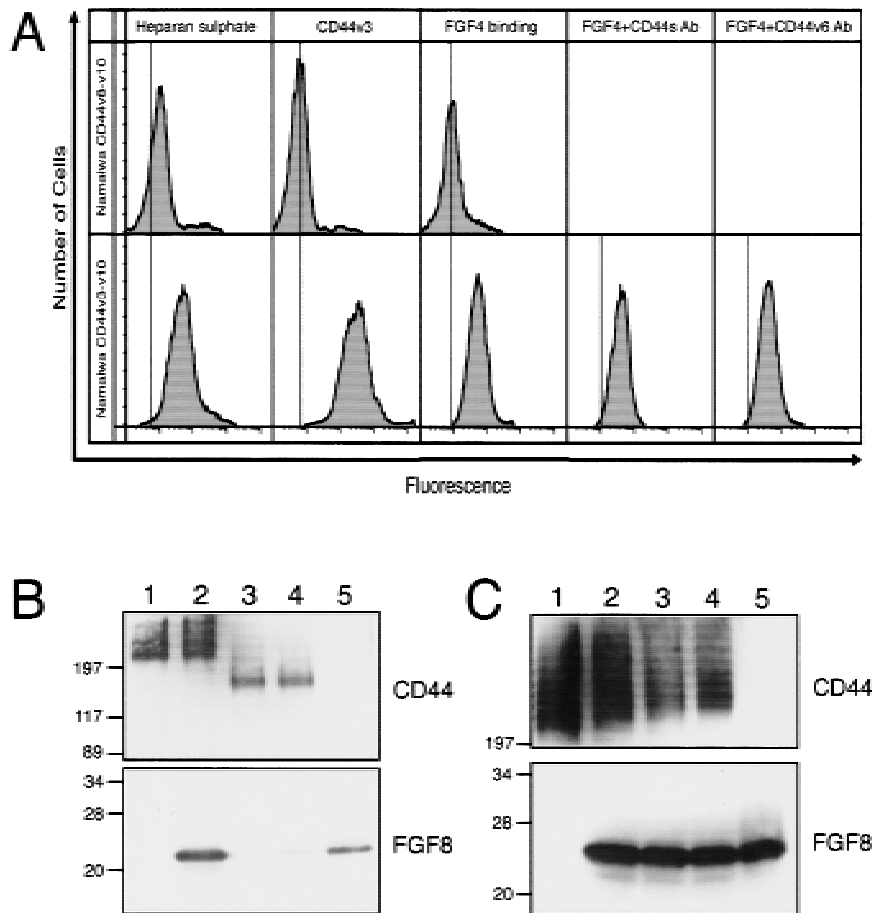 A
Heparan sulphate CD44v3 FGF4 binding FGF4+CD44s Ab FGF4+CD44v6 Ab
Number of Cells
Namalwa CD44v8-v10
Namalwa CD44v3-v10
Fluorescence
B
1 2 3 4 5
197
117
89
CD44
34
28
20
FGF8
C
1 2 3 4 5
197
CD44
34
28
20
FGF8